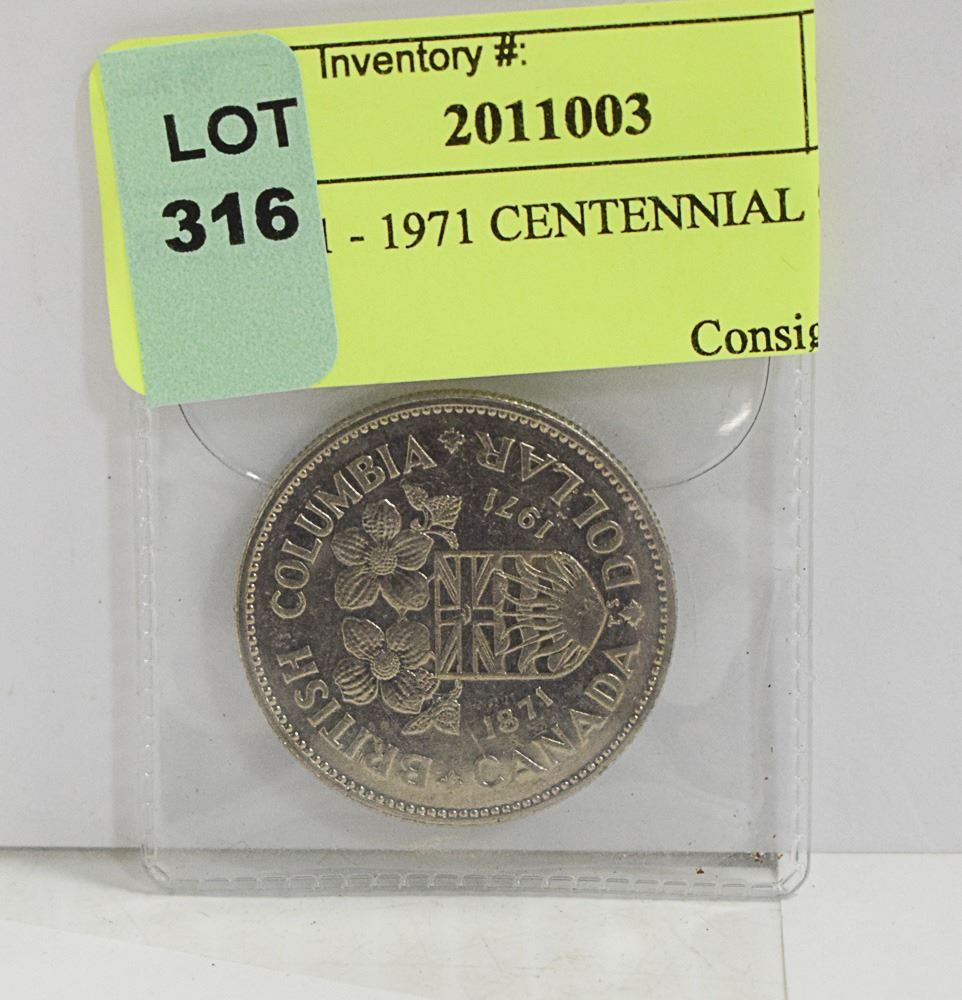 LOT
316
Inventory #:
2011003
1 - 1971 CENTENNIAL
Consig
BRITISH COLUMBIA
1871
1971
CANADA DOLLAR